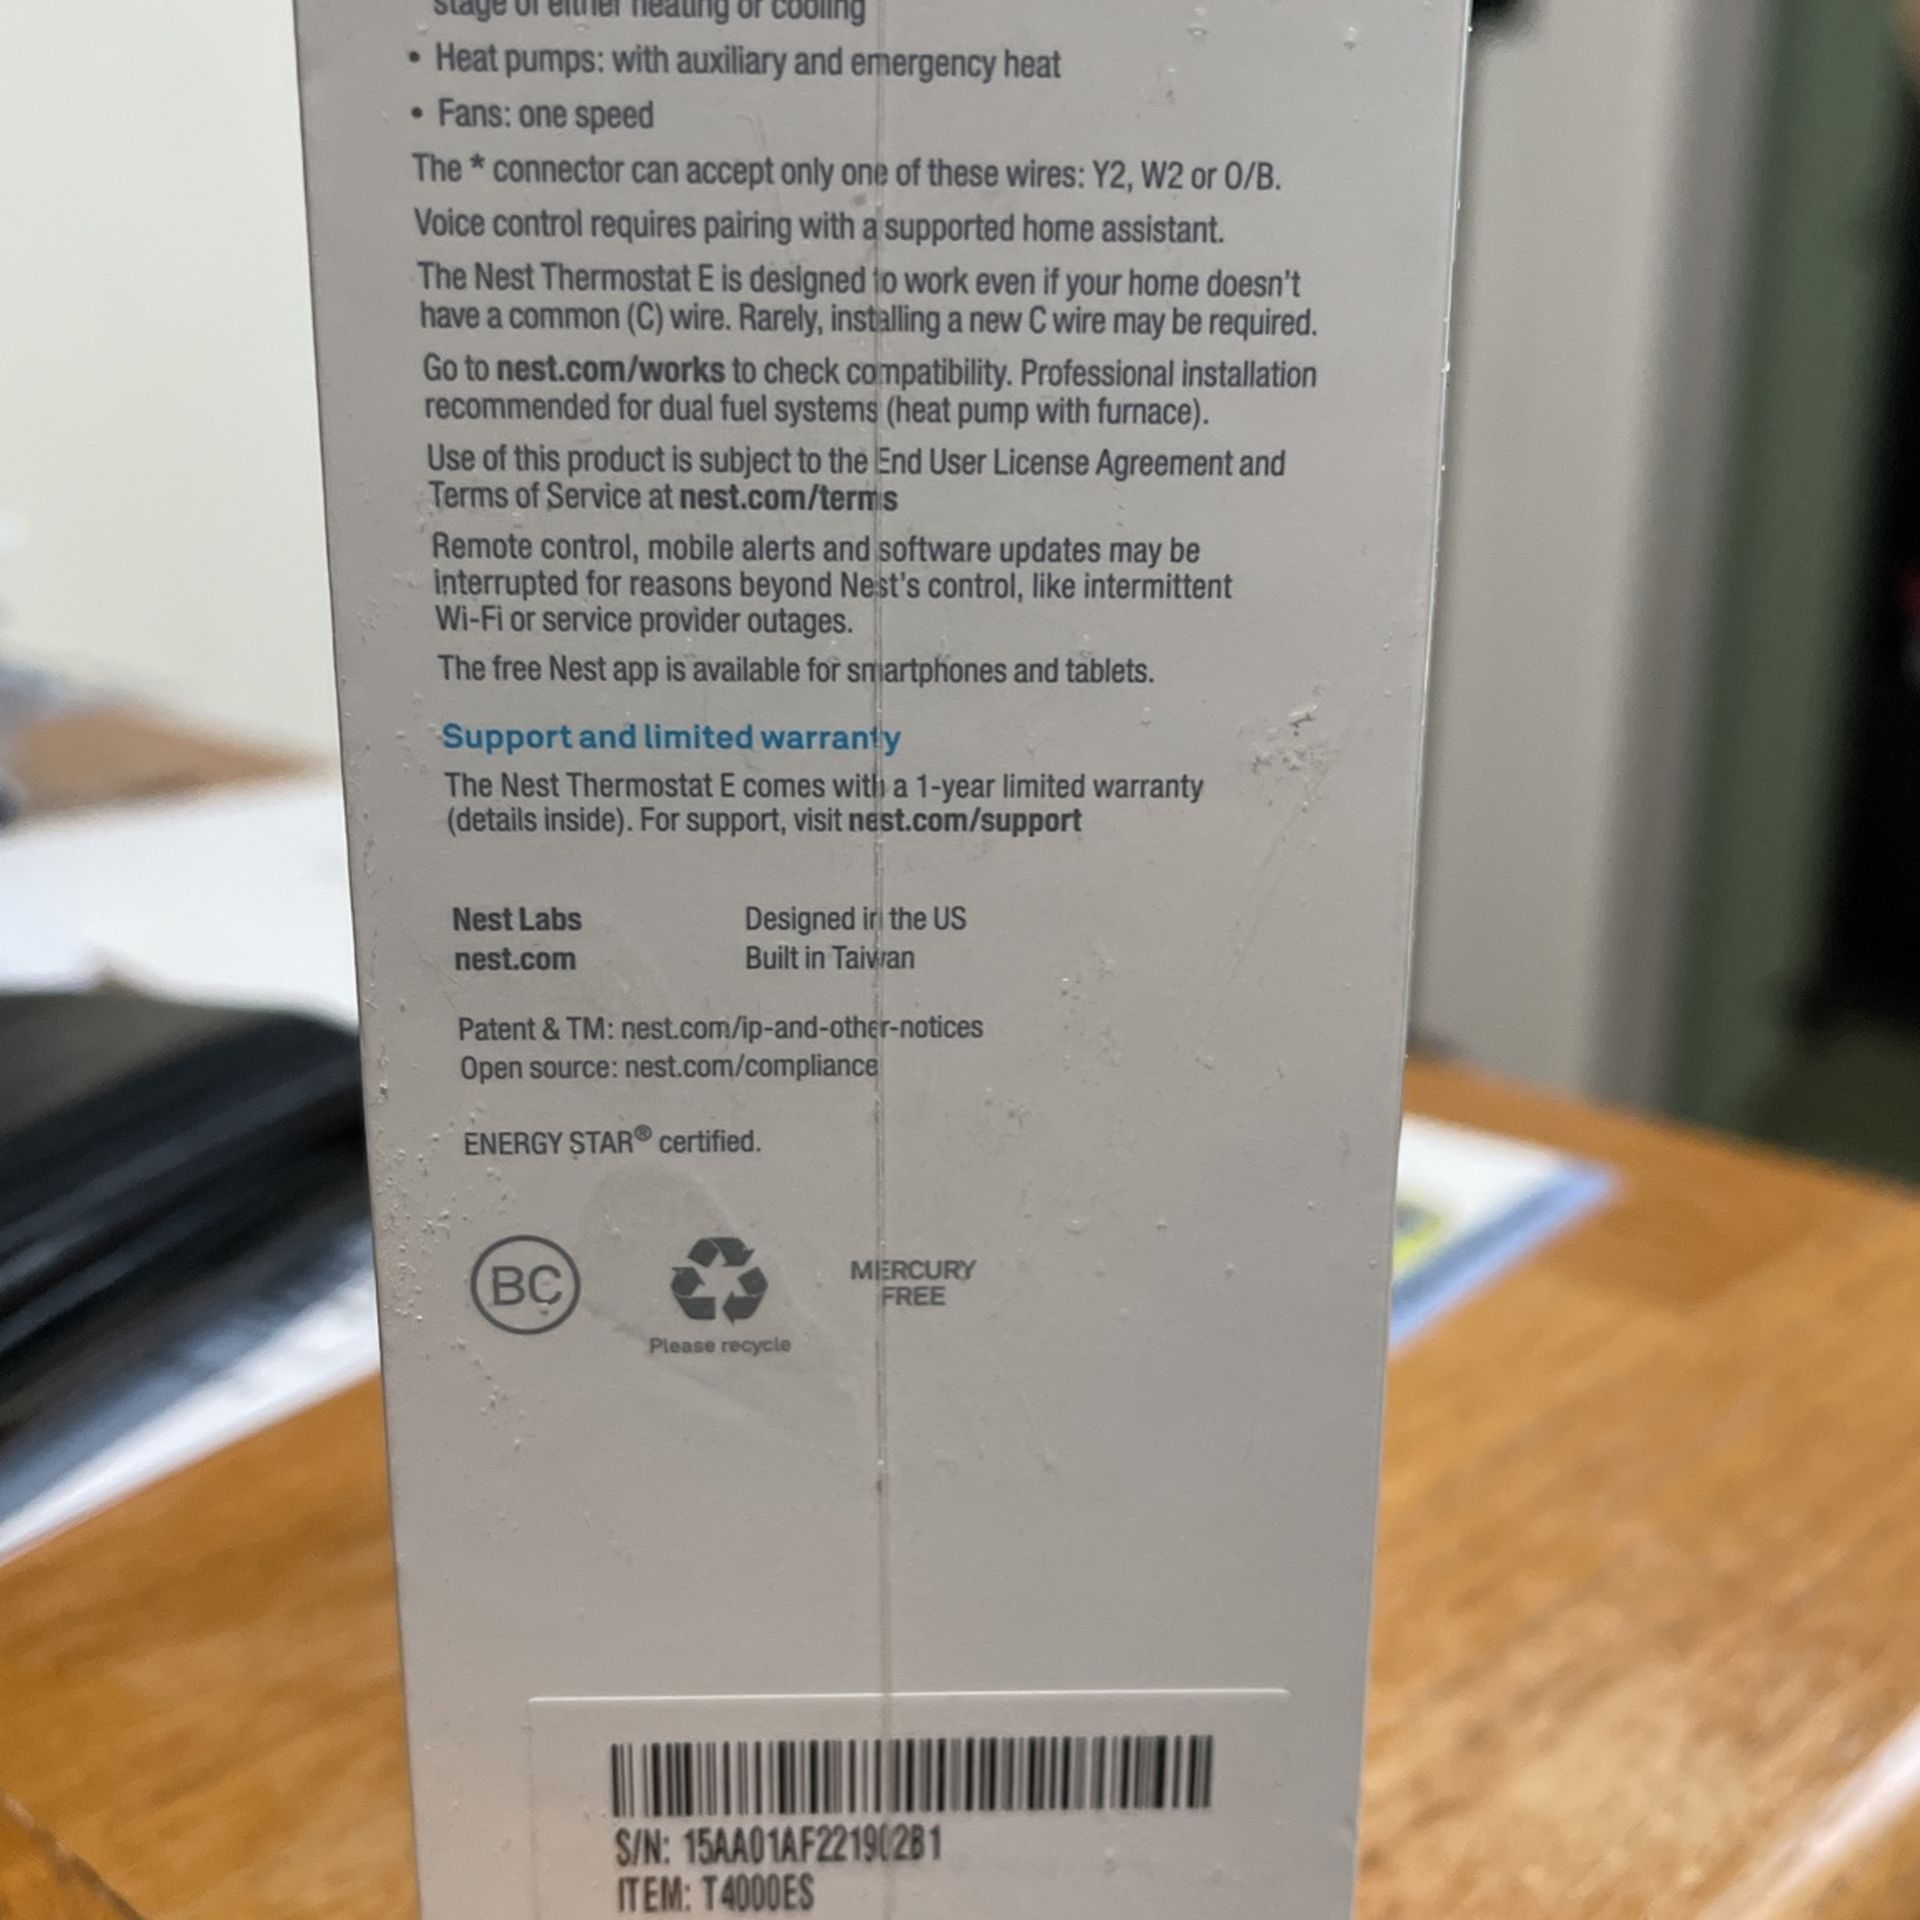 stage of either heating or cooling
• Heat pumps: with auxiliary and emergency heat
• Fans: one speed
The * connector can accept only one of these wires: Y2, W2 or O/B.
Voice control requires pairing with a supported home assistant.
The Nest Thermostat E is designed to work even if your home doesn't
have a common (C) wire. Rarely, installing a new C wire may be required.
Go to nest.com/works to check compatibility. Professional installation
recommended for dual fuel systems (heat pump with furnace).
Use of this product is subject to the End User License Agreement and
Terms of Service at nest.com/terms
Remote control, mobile alerts and software updates may be
interrupted for reasons beyond Nest's control, like intermittent
Wi-Fi or service provider outages.
The free Nest app is available for smartphones and tablets.
Support and limited warranty
The Nest Thermostat E comes with a 1-year limited warranty
(details inside). For support, visit nest.com/support
Nest Labs
nest.com
Designed in the US
Built in Taiwan
Patent & TM: nest.com/ip-and-other-notices
Open source: nest.com/compliance
ENERGY STAR® certified.
BC
Please recycle
MERCURY
FREE
S/N: 15AA01AF221902B1
ITEM: T4000ES